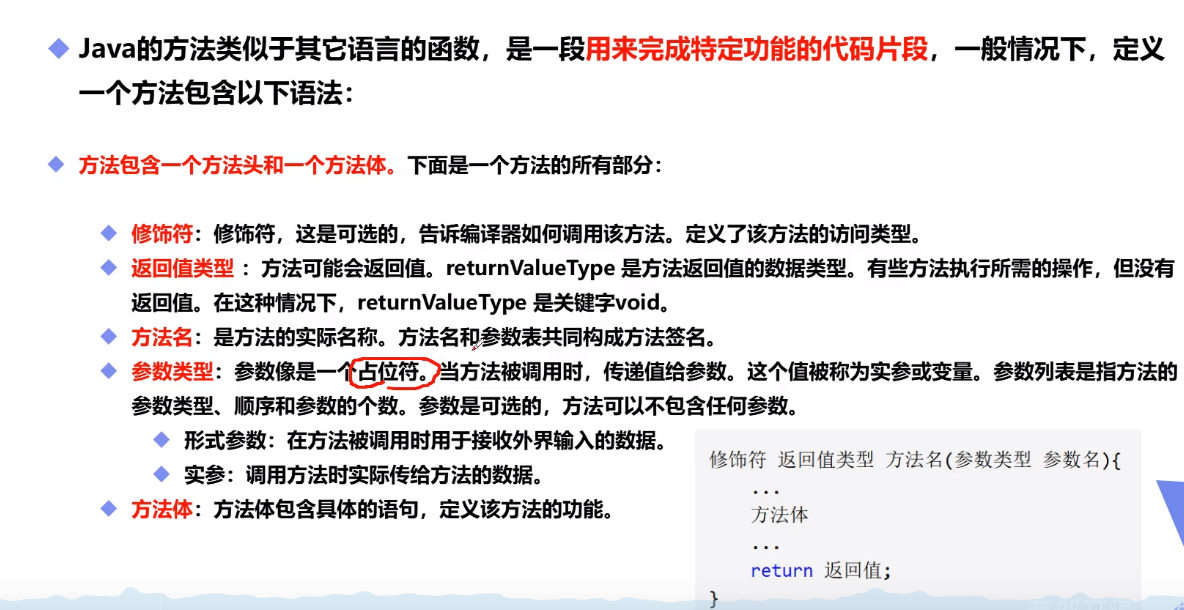 Java的方法类似于其它语言的函数，是一段用来完成特定功能的代码片段，一般情况下，定义
一个方法包含以下语法：
方法包含一个方法头和一个方法体。下面是一个方法的所有部分：
修饰符：修饰符，这是可选的，告诉编译器如何调用该方法。定义了该方法的访问类型。
返回值类型 ：方法可能会返回值。returnValueType 是方法返回值的数据类型。有些方法执行所需的操作，但没有
返回值。在这种情况下，returnValueType 是关键字void。
方法名：是方法的实际名称。方法名和参数表共同构成方法签名。
参数类型：参数像是一个占位符。当方法被调用时，传递值给参数。这个值被称为实参或变量。参数列表是指方法的
参数类型、顺序和参数的个数。参数是可选的，方法可以不包含任何参数。
形式参数：在方法被调用时用于接收外界输入的数据。
实参：调用方法时实际传给方法的数据。
方法体：方法体包含具体的语句，定义该方法的功能。
修饰符 返回值类型 方法名(参数类型 参数名){
...
方法体
...
return 返回值;
}